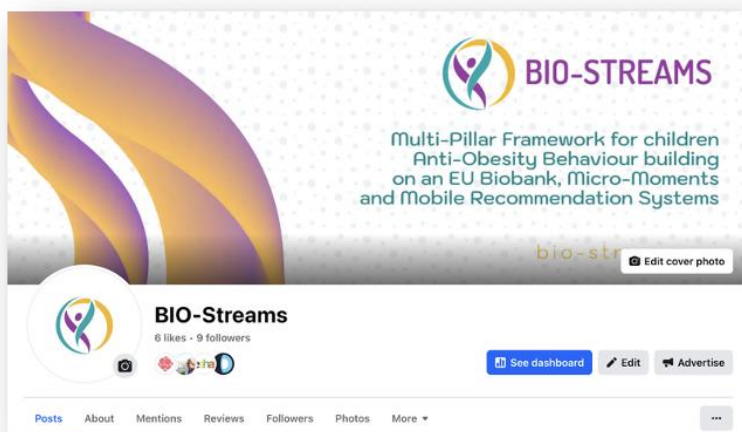 BIO-STREAMS
Multi-Pillar Framework for children
Anti-Obesity Behaviour building
on an EU Biobank, Micro-Moments
and Mobile Recommendation Systems
bio-str
Edit cover photo
BIO-Streams
6 likes • 9 followers
See dashboard
Edit
Advertise
Posts
About
Mentions
Reviews
Followers
Photos
More